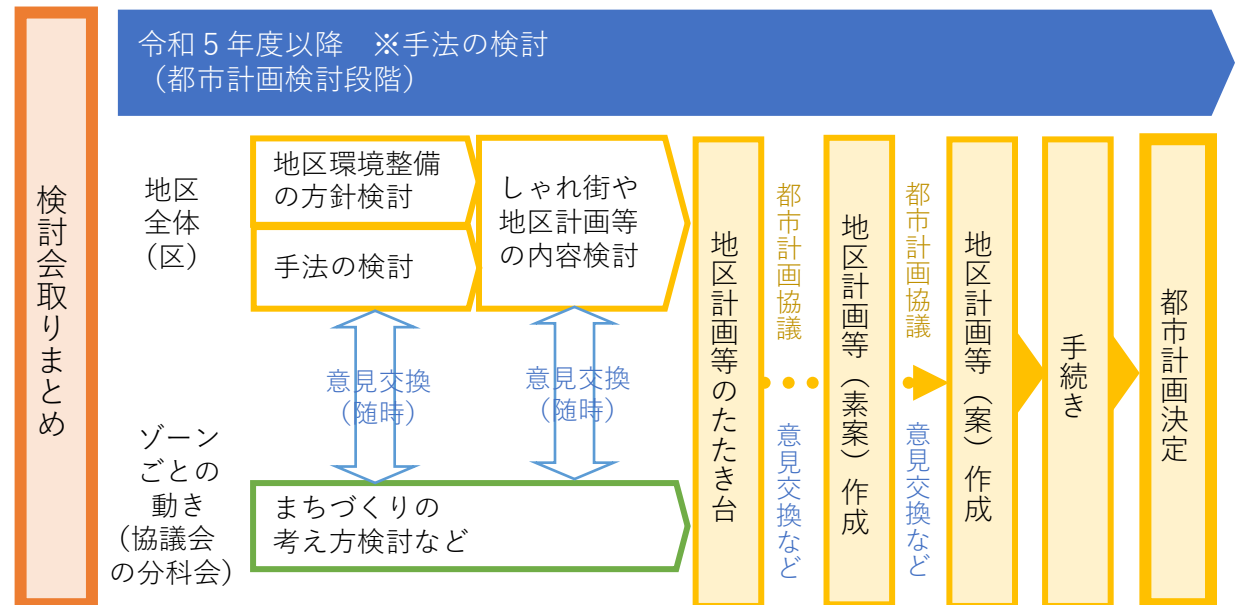 令和５年度以降　※手法の検討
（都市計画検討段階）
検討会取りまとめ
地区
全体
（区）
地区環境整備
の方針検討
手法の検討
しゃれ街や
地区計画等
の内容検討
意見交換
（随時）
意見交換
（随時）
ゾーン
ごとの
動き
（協議会
の分科会）
まちづくりの
考え方検討など
地区計画等のたたき台
都市計画協議
意見交換など
地区計画等（素案）作成
都市計画協議
意見交換など
地区計画等（案）作成
手続き
都市計画決定